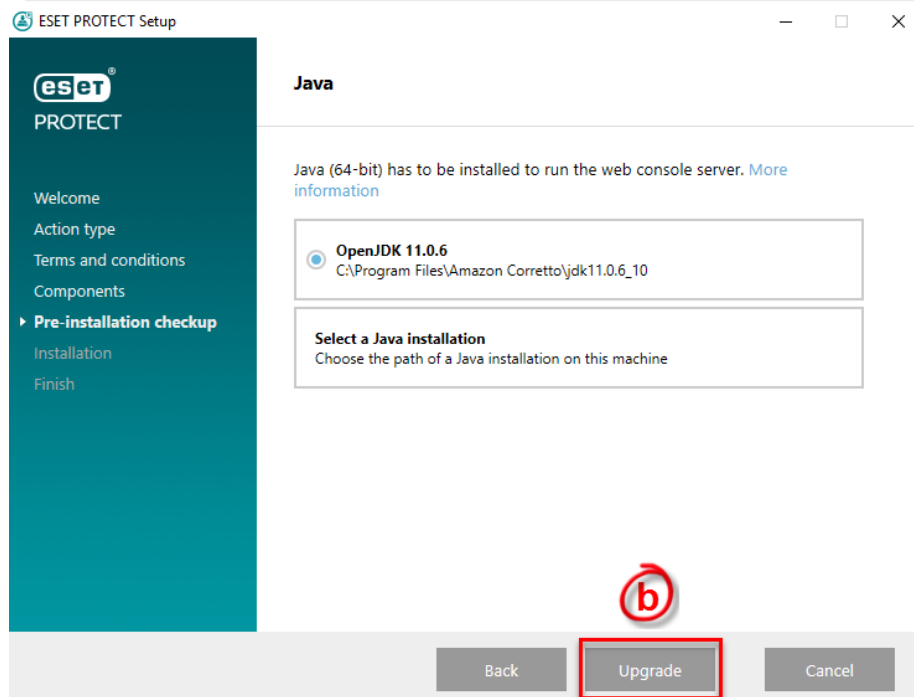 ESET PROTECT Setup
eseT®
PROTECT
Welcome
Action type
Terms and conditions
Components
Pre-installation checkup
Installation
Finish
Java
Java (64-bit) has to be installed to run the web console server. More
information
OpenJDK 11.0.6
C:\Program Files\Amazon Corretto\jdk11.0.6_10
Select a Java installation
Choose the path of a Java installation on this machine
b
Back
Upgrade
Cancel